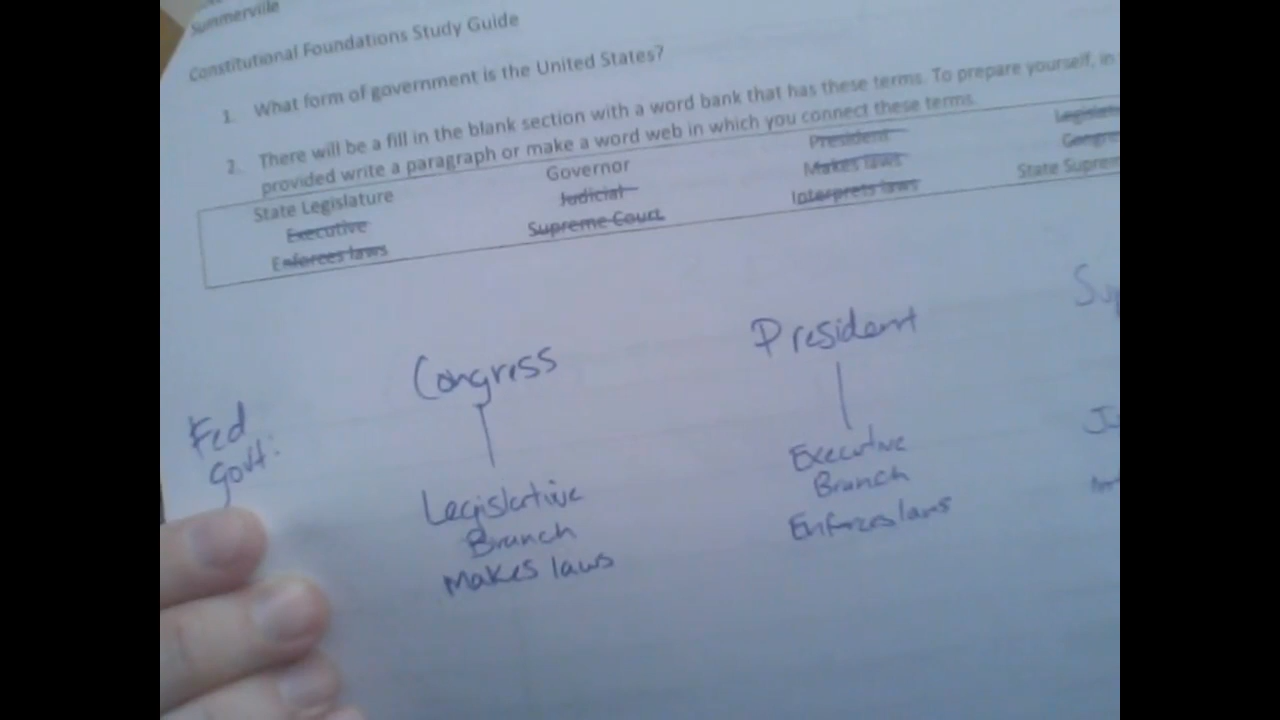 Summerville
Constitutional Foundations Study Guide
1. What form of government is the United States?
2. There will be a fill in the blank section with a word bank that has these terms. To prepare yourself, in
provided write a paragraph or make a word web in which you connect these terms.
State Legislature Governor President
Executive Judicial Makes laws
Enforces laws Supreme Court Interprets laws State
Fed Govt: Congress President
Legislative Executive
Branch Branch
Makes laws Enforces laws